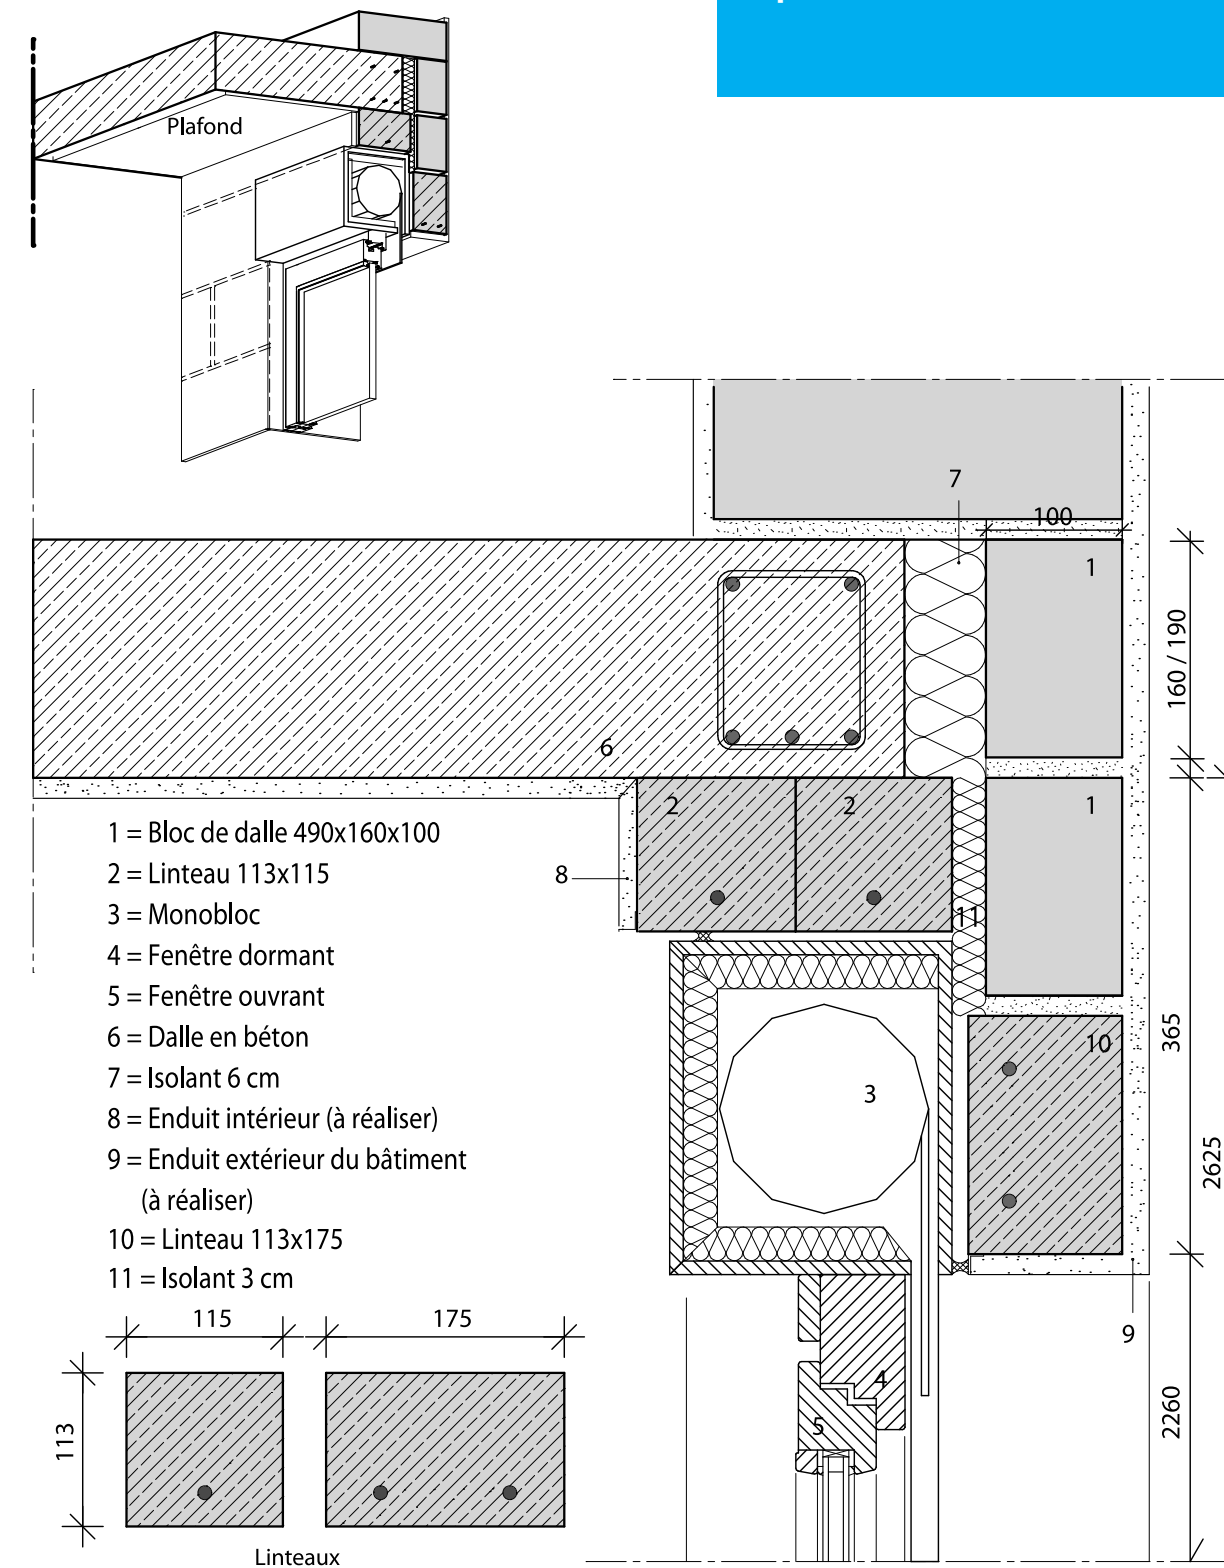 Plafond
7
100
1
160 / 190
6
2
2
1
8
11
1 = Bloc de dalle 490x160x100
2 = Linteau 113x115
3 = Monobloc
4 = Fenêtre dormant
5 = Fenêtre ouvrant
6 = Dalle en béton
7 = Isolant 6 cm
8 = Enduit intérieur (à réaliser)
9 = Enduit extérieur du bâtiment
(à réaliser)
10 = Linteau 113x175
11 = Isolant 3 cm
10
365
3
2625
9
4
5
2260
115
175
113
Linteaux